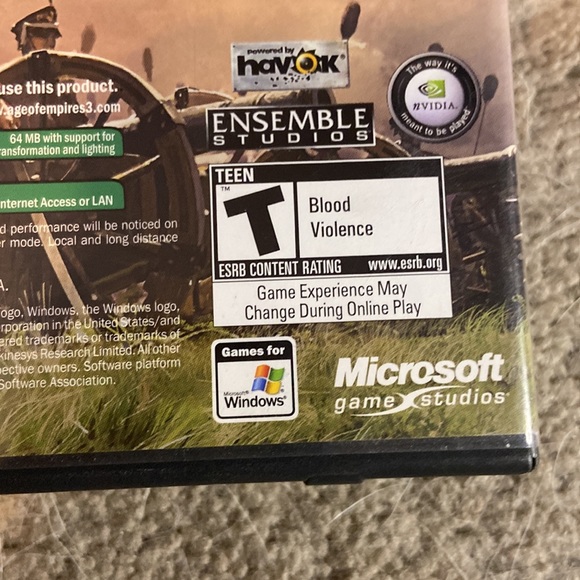 powered by
havok
The way it's
nVIDIA.
meant to be played
use this product.
.ageofempires3.com
ENSEMBLE
STUDIOS
64 MB with support for
ansformation and lighting
TEEN
TM
T
Blood
Violence
nternet Access or LAN
d performance will be noticed on
r mode. Local and long distance
ESRB CONTENT RATING www.esrb.org
Game Experience May
Change During Online Play
A.
ogo, Windows, the Windows logo,
rporation in the United States/and
ered trademarks or trademarks of
kinesys Research Limited. All other
pective owners. Software platform
Software Association.
Games for
Microsoft
Windows
Microsoft
game studios